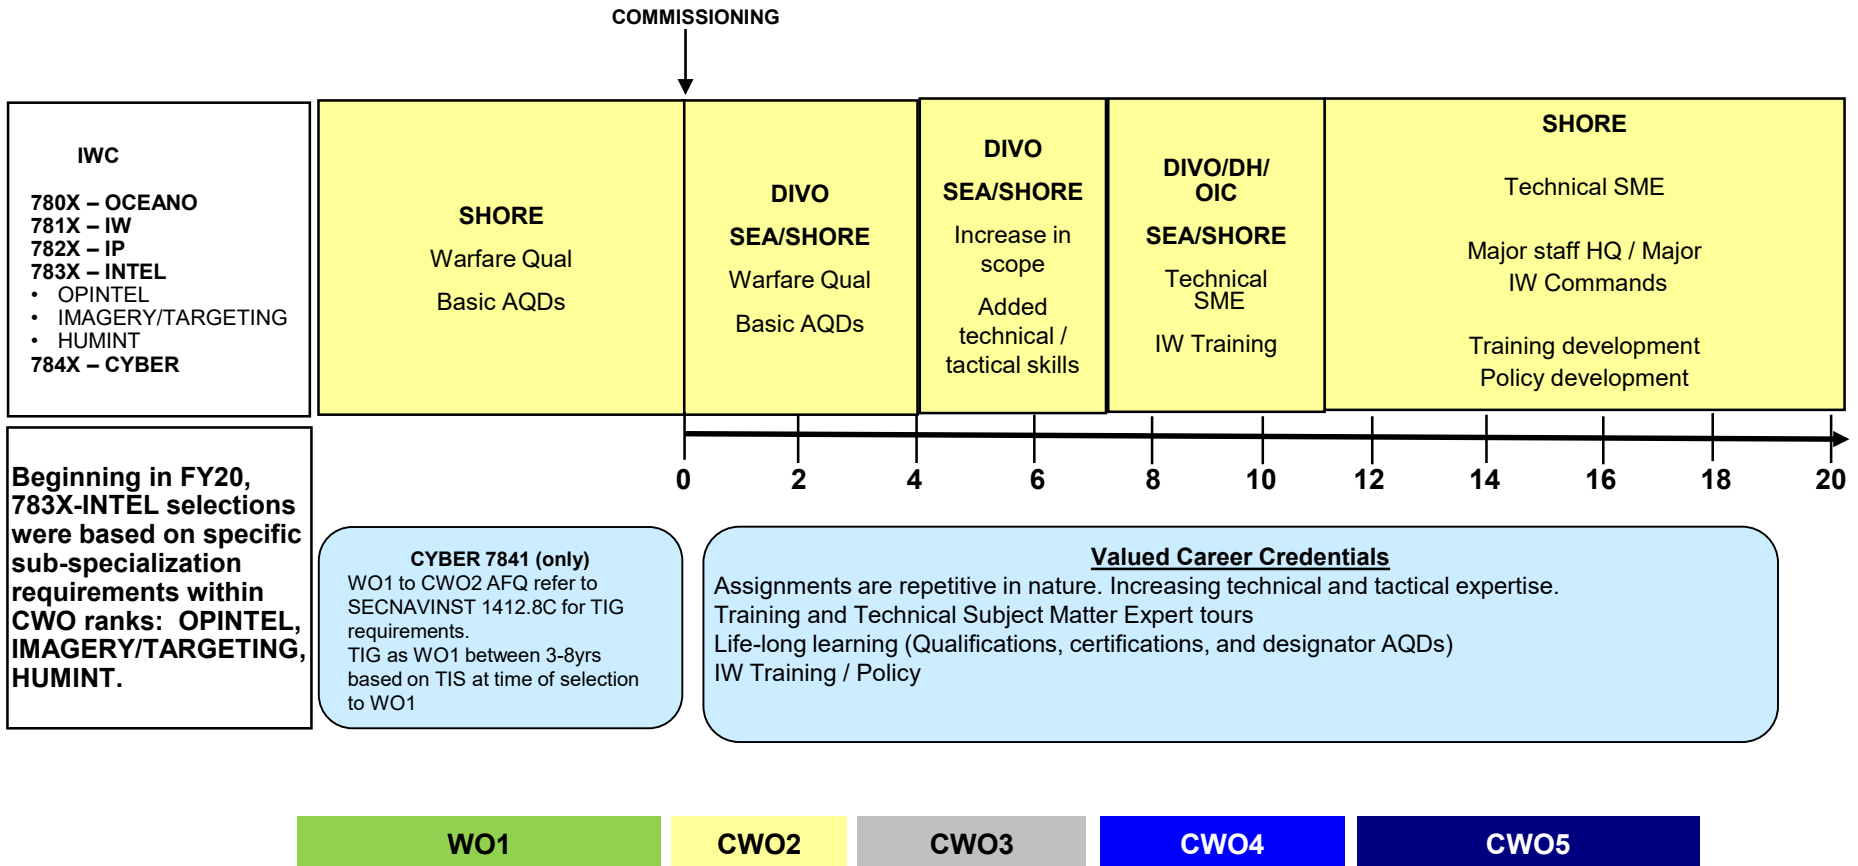 COMMISSIONING
IWC
780X – OCEANO
781X – IW
782X – IP
783X – INTEL
• OPINTEL
• IMAGERY/TARGETING
• HUMINT
784X – CYBER
SHORE
Warfare Qual
Basic AQDs
DIVO
SEA/SHORE
Warfare Qual
Basic AQDs
DIVO
SEA/SHORE
Increase in
scope
Added
technical /
tactical skills
DIVO/DH/
OIC
SEA/SHORE
Technical
SME
IW Training
SHORE
Technical SME
Major staff HQ / Major
IW Commands
Training development
Policy development
0 2 4 6 8 10 12 14 16 18 20
Beginning in FY20,
783X-INTEL selections
were based on specific
sub-specialization
requirements within
CWO ranks: OPINTEL,
IMAGERY/TARGETING,
HUMINT.
CYBER 7841 (only)
WO1 to CWO2 AFQ refer to
SECNAVINST 1412.8C for TIG
requirements.
TIG as WO1 between 3-8yrs
based on TIS at time of selection
to WO1
Valued Career Credentials
Assignments are repetitive in nature. Increasing technical and tactical expertise.
Training and Technical Subject Matter Expert tours
Life-long learning (Qualifications, certifications, and designator AQDs)
IW Training / Policy
WO1 CWO2 CWO3 CWO4 CWO5